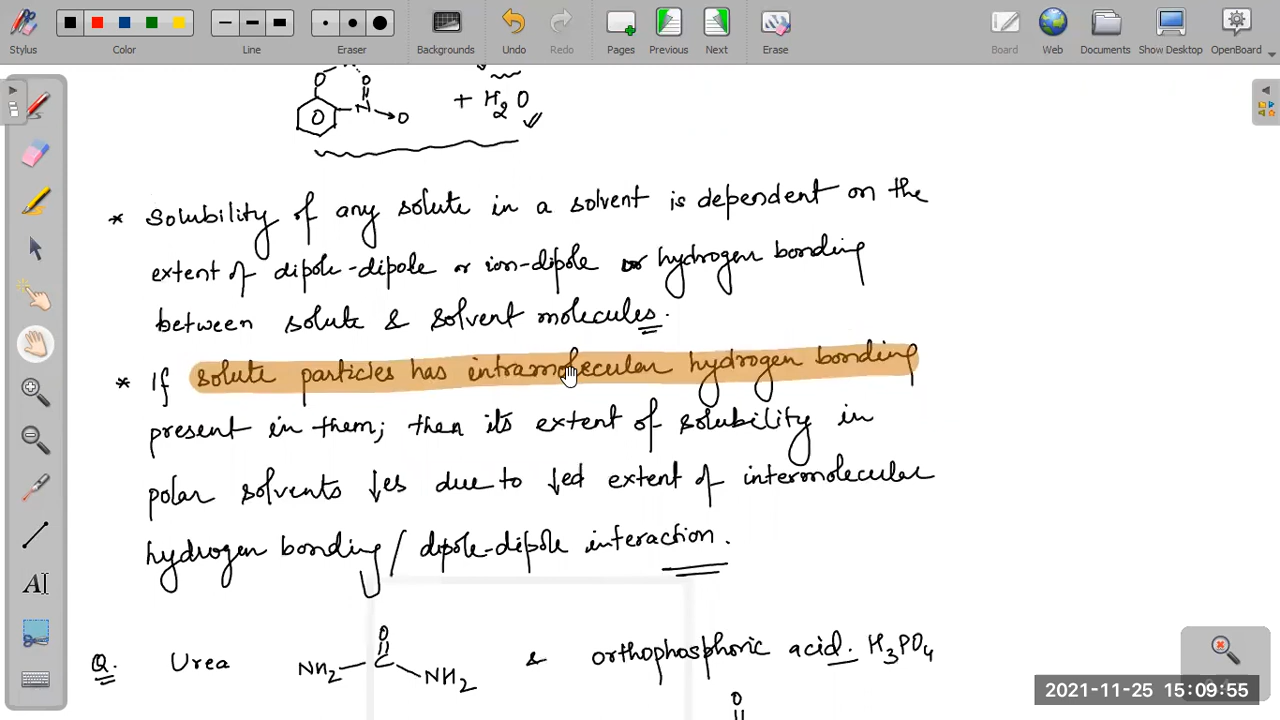 Stylus
Color
Line
Eraser
Backgrounds
Undo
Redo
Pages
Previous
Next
Erase
Board
Web
Documents
Show Desktop
OpenBoard
O
O
N
O
+ H2O
* Solubility of any solute in a solvent is dependent on the
extent of dipole-dipole or ion-dipole or hydrogen bonding
between solute & solvent molecules.
* If solute particles has intramolecular hydrogen bonding
present in them; then its extent of solubility in
polar solvents ↓es due to ↓ed extent of intermolecular
hydrogen bonding / dipole-dipole interaction.
Q. Urea NH2 C O NH2 & orthophosphoric acid. H3PO4
O
AI
2021-11-25 15:09:55